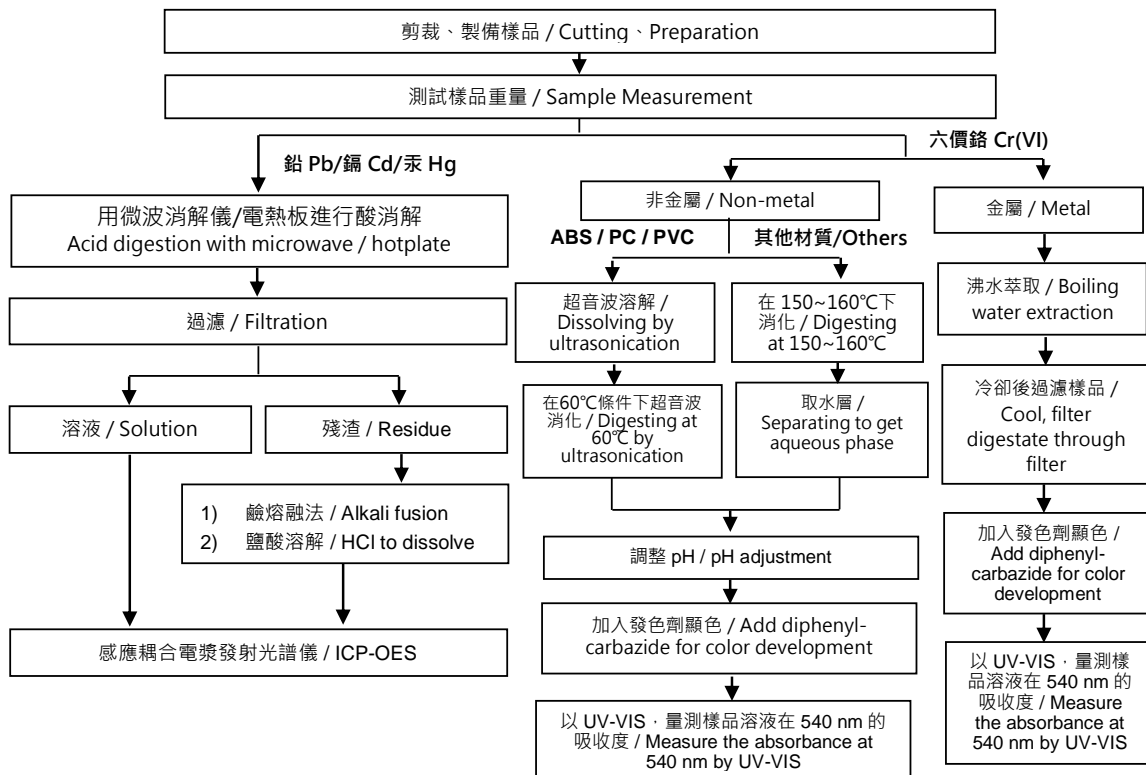 剪裁、製備樣品 / Cutting、Preparation
測試樣品重量 / Sample Measurement
鉛 Pb/鎘 Cd/汞 Hg
六價鉻 Cr(VI)
用微波消解儀/電熱板進行酸消解
Acid digestion with microwave / hotplate
過濾 / Filtration
溶液 / Solution
殘渣 / Residue
1) 鹼熔融法 / Alkali fusion
2) 鹽酸溶解 / HCl to dissolve
感應耦合電漿發射光譜儀 / ICP-OES
非金屬 / Non-metal
ABS / PC / PVC
其他材質/Others
超音波溶解 /
Dissolving by
ultrasonication
在60℃條件下超音波
消化 / Digesting at
60℃ by
ultrasonication
在 150~160℃下
消化 / Digesting
at 150~160℃
取水層 /
Separating to get
aqueous phase
調整 pH / pH adjustment
加入發色劑顯色 / Add diphenyl-
carbazide for color development
以 UV-VIS﹐量測樣品溶液在 540 nm 的
吸收度 / Measure the absorbance at
540 nm by UV-VIS
金屬 / Metal
沸水萃取 / Boiling
water extraction
冷卻後過濾樣品 /
Cool, filter
digestate through
filter
加入發色劑顯色 /
Add diphenyl-
carbazide for color
development
以 UV-VIS﹐量測樣
品溶液在 540 nm 的
吸收度 / Measure
the absorbance at
540 nm by UV-VIS